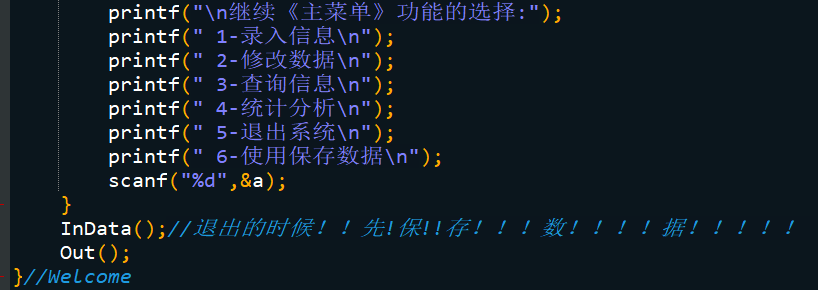 printf("\n继续《主菜单》功能的选择:");
printf(" 1-录入信息\n");
printf(" 2-修改数据\n");
printf(" 3-查询信息\n");
printf(" 4-统计分析\n");
printf(" 5-退出系统\n");
printf(" 6-使用保存数据\n");
scanf("%d",&a);
}
InData();//退出的时候！！先!保!!存！！！数！！！！据！！！！！
Out();
}//Welcome